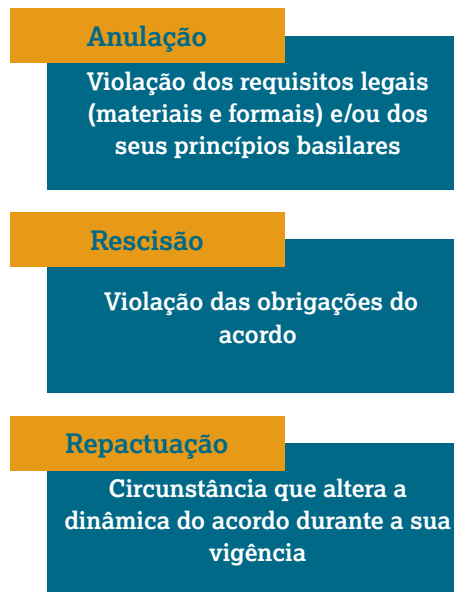 Anulação
Violação dos requisitos legais
(materiais e formais) e/ou dos
seus princípios basilares
Rescisão
Violação das obrigações do
acordo
Repactuação
Circunstância que altera a
dinâmica do acordo durante a sua
vigência